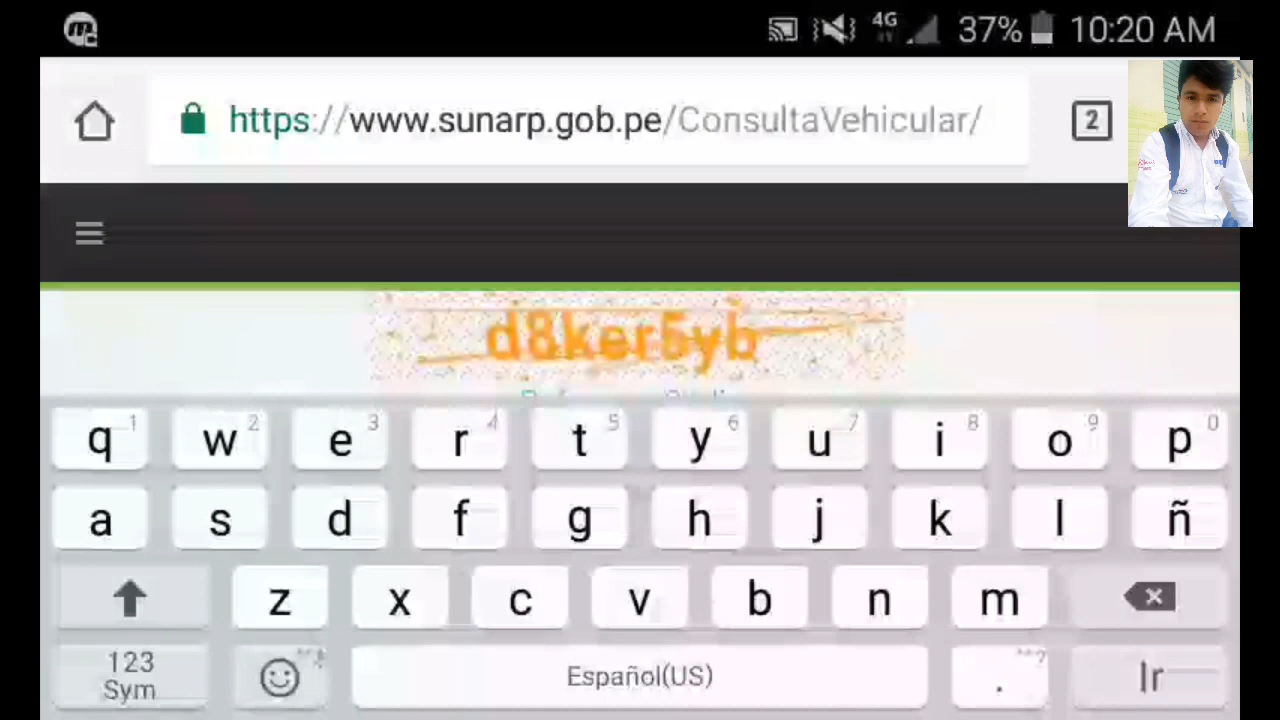 4G 37% 10:20 AM
https://www.sunarp.gob.pe/ConsultaVehicular/ 2
d8ker5yb
q 1 w 2 e 3 r 4 t 5 y 6 u 7 i 8 o 9 p 0
a s d f g h j k l ñ
z x c v b n m
123 Sym Español(US) . Ir